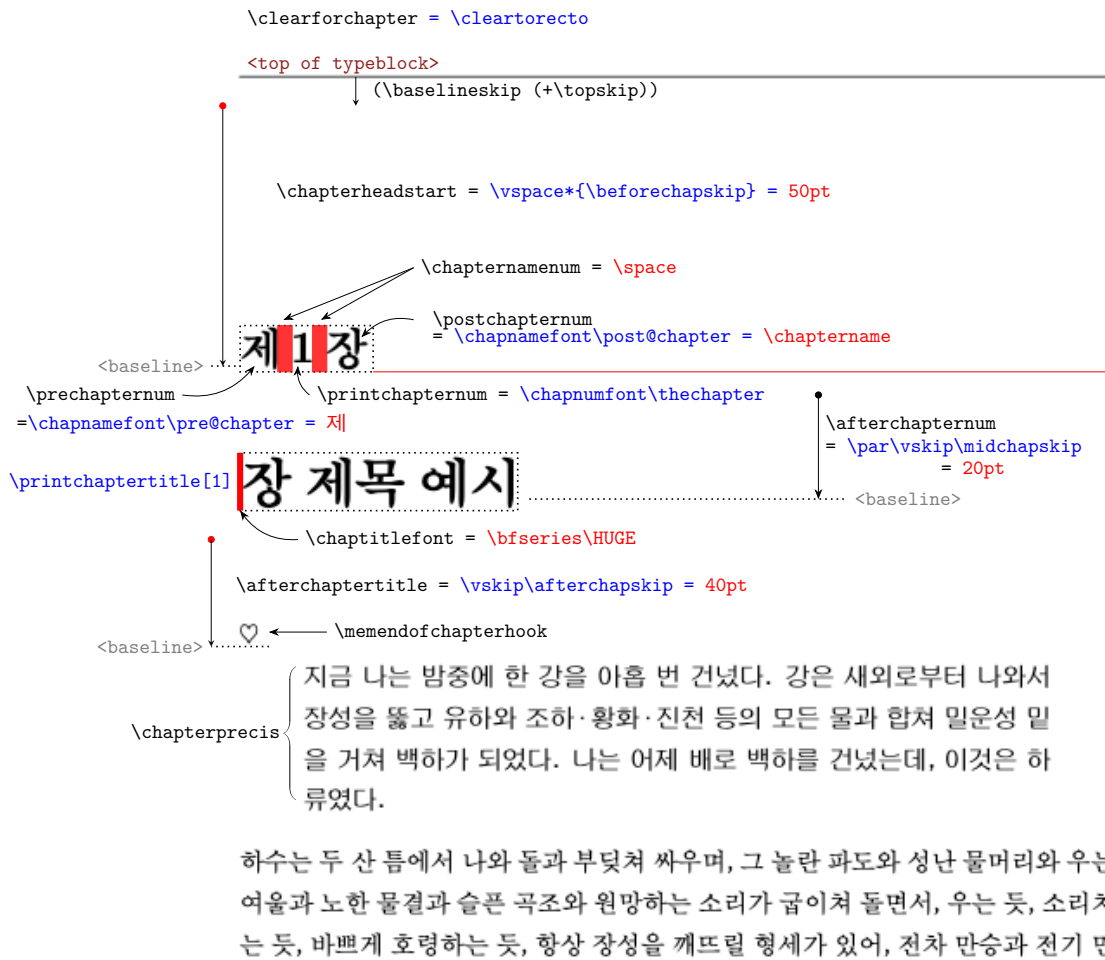 \clearforchapter = \cleartorecto
<top of typeblock>
(\baselineskip (+\topskip))
\chapterheadstart = \vspace*{\beforechapskip} = 50pt
\chapternamenum = \space
\postchapternum
= \chapnamefont\post@chapter = \chaptername
제 1 장
<baseline>
\prechapternum
\printchapternum = \chapnumfont\thechapter
=\chapnamefont\pre@chapter = 제
\afterchapternum
= \par\vskip\midchapskip
= 20pt
\printchaptertitle[1]
장 제목 예시
<baseline>
\chaptitlefont = \bfseries\HUGE
\afterchaptertitle = \vskip\afterchapskip = 40pt
<baseline>
♡
\memendofchapterhook
\chapterprecis
지금 나는 밤중에 한 강을 아홉 번 건넜다. 강은 새외로부터 나와서
장성을 뚫고 유하와 조하·황화·진천 등의 모든 물과 합쳐 밀운성 밑
을 거쳐 백하가 되었다. 나는 어제 배로 백하를 건넜는데, 이것은 하
류였다.
하수는 두 산 틈에서 나와 돌과 부딪쳐 싸우며, 그 놀란 파도와 성난 물머리와 우는
여울과 노한 물결과 슬픈 곡조와 원망하는 소리가 굽이쳐 돌면서, 우는 듯, 소리치
는 듯, 바쁘게 호령하는 듯, 항상 장성을 깨뜨릴 형세가 있어, 전차 만승과 전기 만